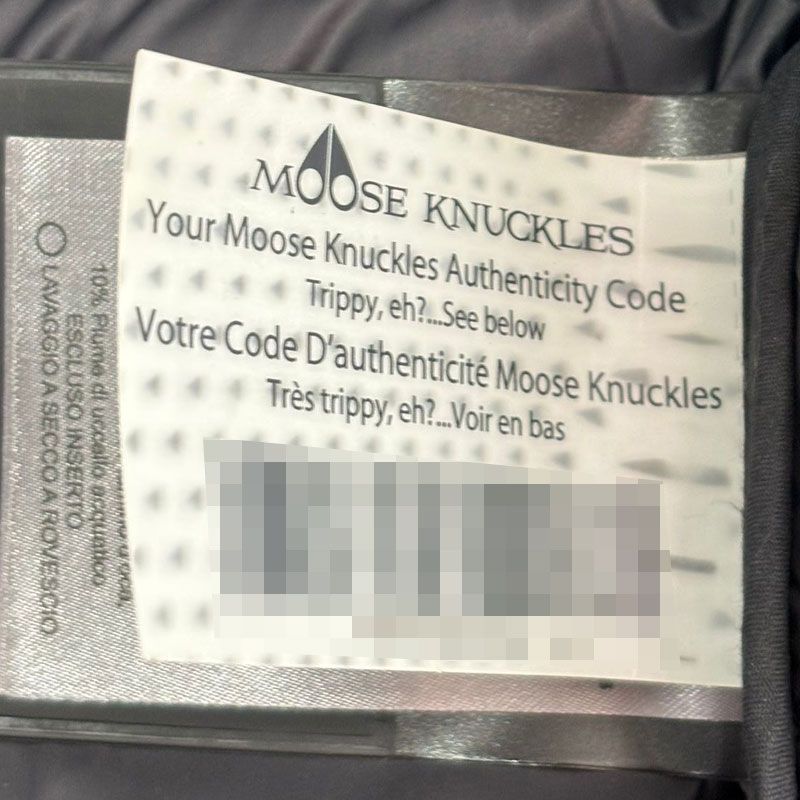 MOOSE KNUCKLES
Your Moose Knuckles Authenticity Code
Trippy, eh?...See below
Votre Code D'authenticité Moose Knuckles
Très trippy, eh?...Voir en bas
10% Piume di uccello acquatico
ESCLUSO INSERTO
LAVAGGIO A SECCO A ROVESCIO